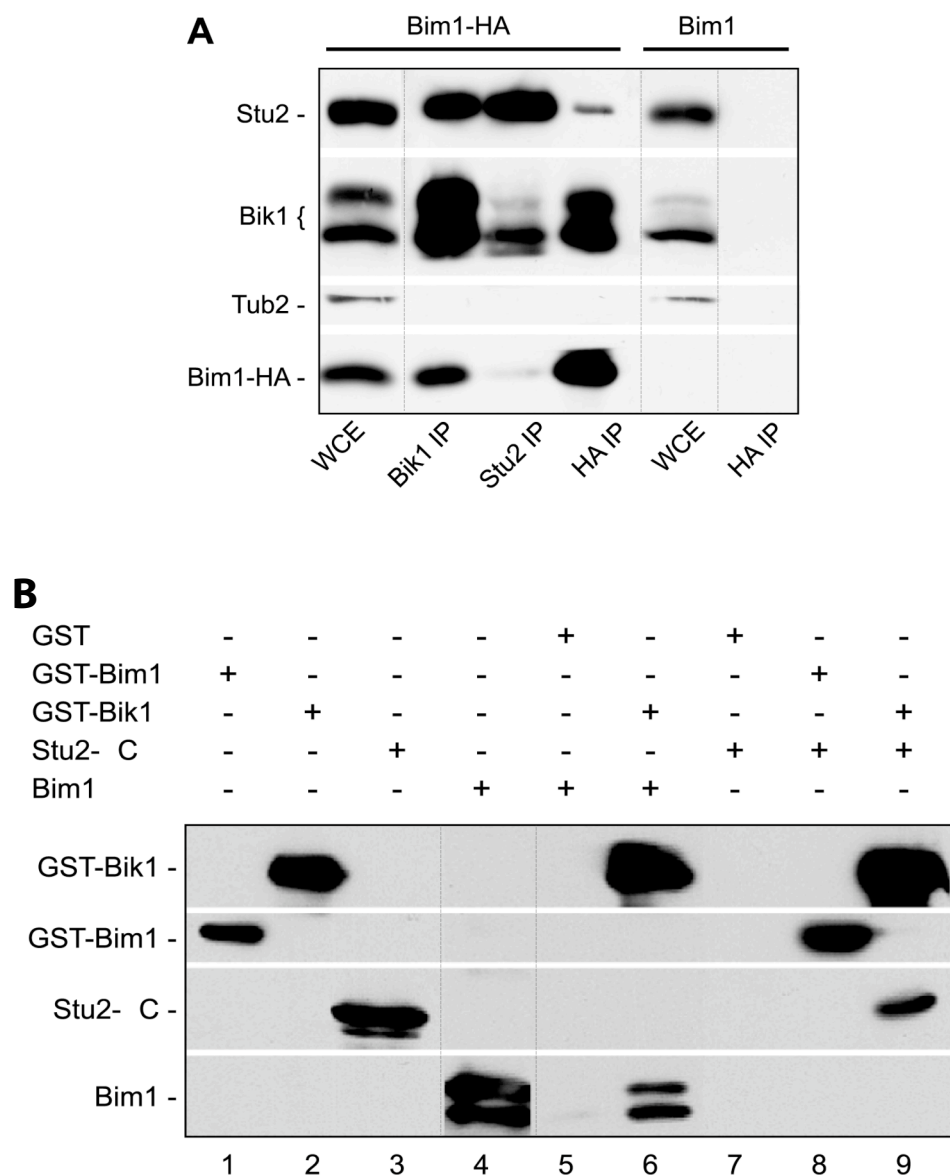 A
Bim1-HA Bim1
Stu2 -
Bik1 {
Tub2 -
Bim1-HA -
WCE Bik1 IP Stu2 IP HA IP WCE HA IP
B
GST - - - - + - + - -
GST-Bim1 + - - - - - - + -
GST-Bik1 - + - - - + - - +
Stu2- C - - + - - - + + +
Bim1 - - - + + + - - -
GST-Bik1 -
GST-Bim1 -
Stu2- C -
Bim1 -
1 2 3 4 5 6 7 8 9